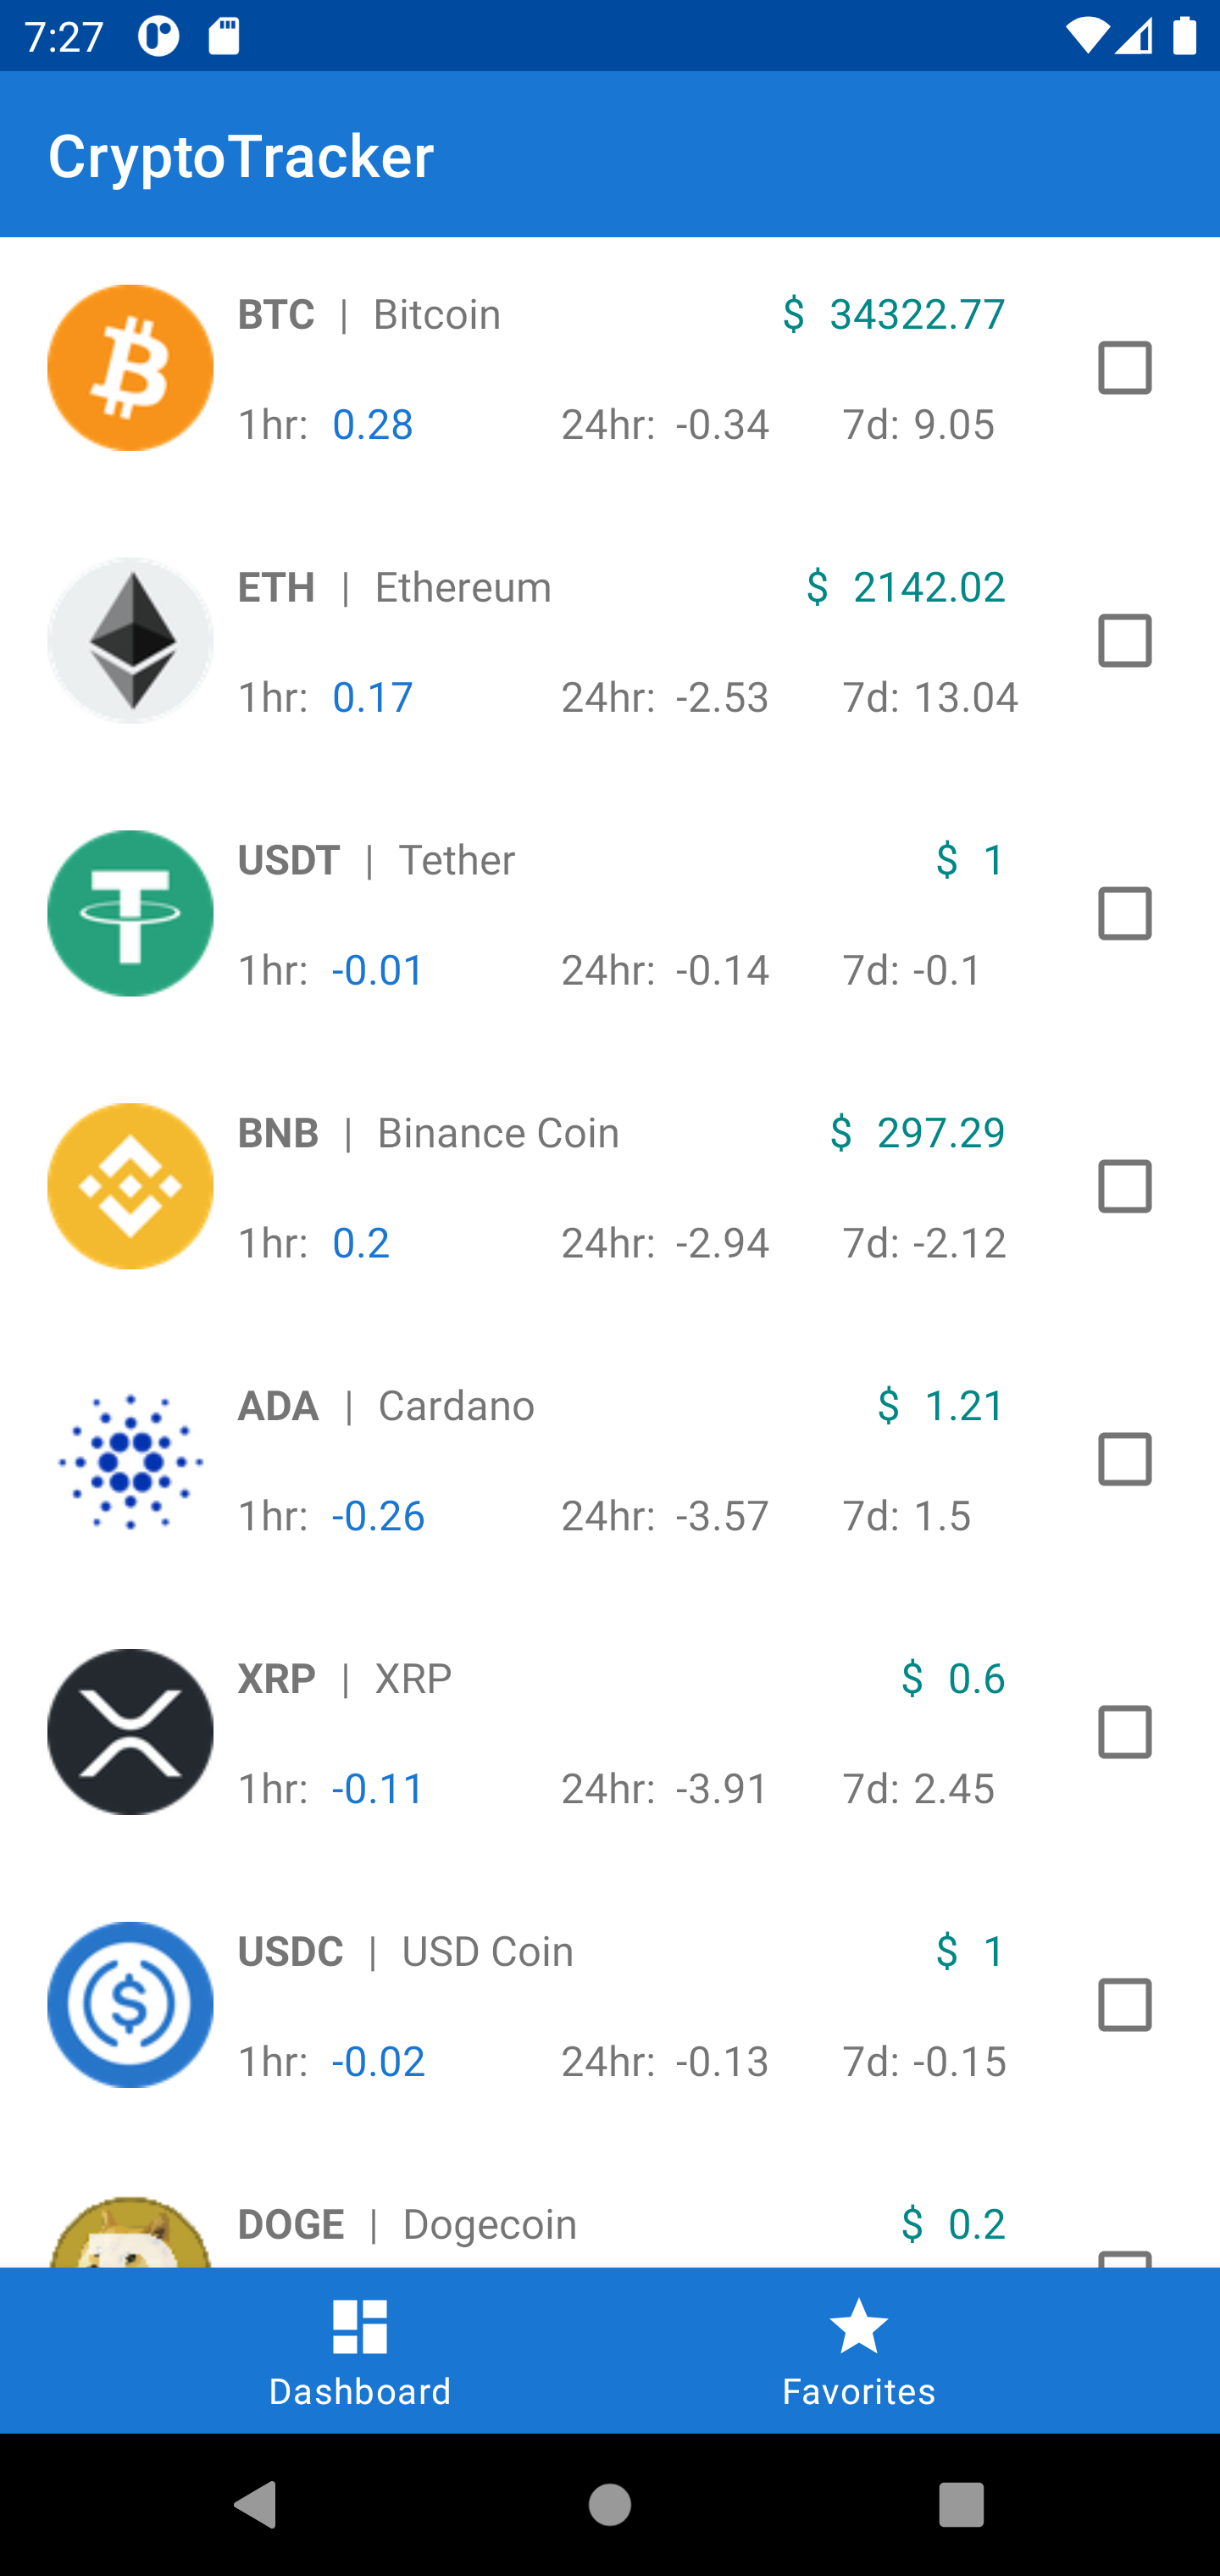 7:27
CryptoTracker
BTC | Bitcoin $ 34322.77
1hr: 0.28 24hr: -0.34 7d: 9.05
ETH | Ethereum $ 2142.02
1hr: 0.17 24hr: -2.53 7d: 13.04
USDT | Tether $ 1
1hr: -0.01 24hr: -0.14 7d: -0.1
BNB | Binance Coin $ 297.29
1hr: 0.2 24hr: -2.94 7d: -2.12
ADA | Cardano $ 1.21
1hr: -0.26 24hr: -3.57 7d: 1.5
XRP | XRP $ 0.6
1hr: -0.11 24hr: -3.91 7d: 2.45
USDC | USD Coin $ 1
1hr: -0.02 24hr: -0.13 7d: -0.15
DOGE | Dogecoin $ 0.2
Dashboard Favorites